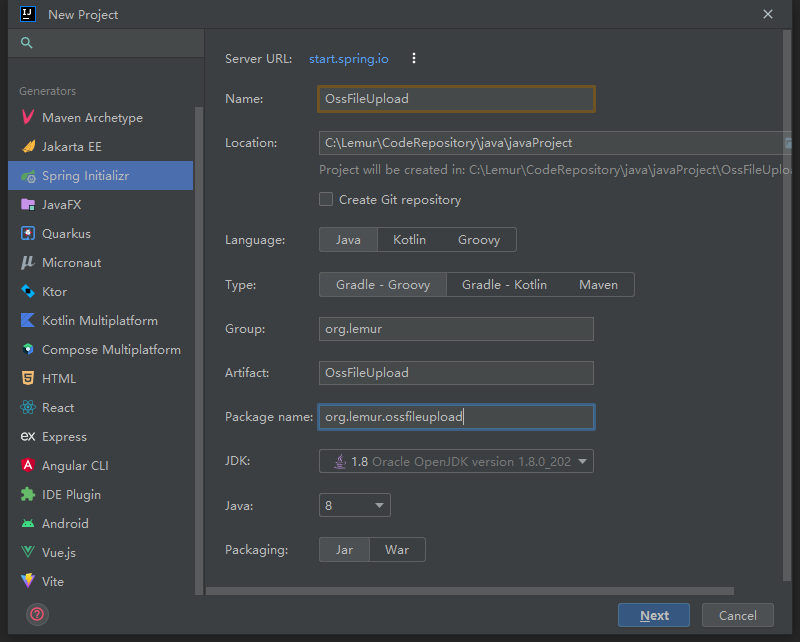 New Project
Generators
Maven Archetype
Jakarta EE
Spring Initializr
JavaFX
Quarkus
Micronaut
Ktor
Kotlin Multiplatform
Compose Multiplatform
HTML
React
Express
Angular CLI
IDE Plugin
Android
Vue.js
Vite
Server URL: start.spring.io
Name: OssFileUpload
Location: C:\Lemur\CodeRepository\java\javaProject
Project will be created in: C:\Lemur\CodeRepository\java\javaProject\OssFileUploa
Create Git repository
Language: Java Kotlin Groovy
Type: Gradle - Groovy Gradle - Kotlin Maven
Group: org.lemur
Artifact: OssFileUpload
Package name: org.lemur.ossfileupload
JDK: 1.8 Oracle OpenJDK version 1.8.0_202
Java: 8
Packaging: Jar War
? Next Cancel